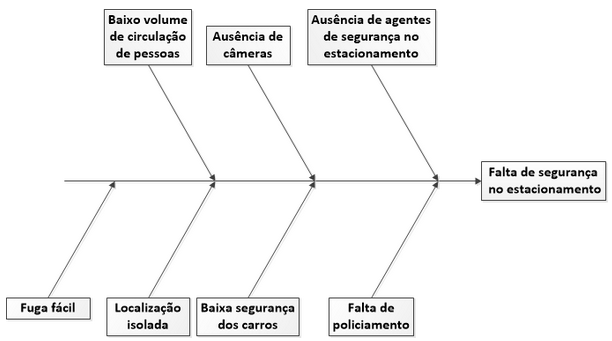 Baixo volume
de circulação
de pessoas
Ausência de
câmeras
Ausência de agentes
de segurança no
estacionamento
Falta de segurança
no estacionamento
Fuga fácil
Localização
isolada
Baixa segurança
dos carros
Falta de
policiamento